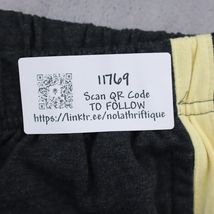 11769
Scan QR Code
TO FOLLOW
https://linktr.ee/nolathriftique